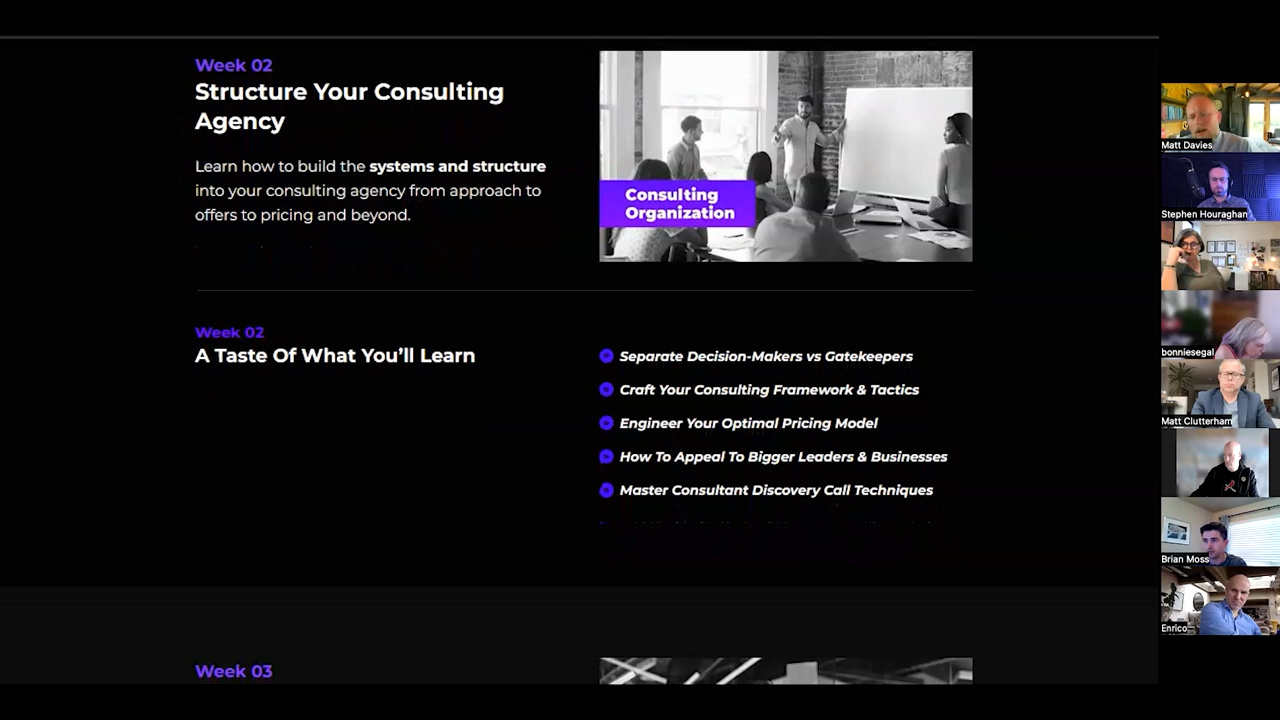 Week 02
Structure Your Consulting
Agency
Learn how to build the systems and structure
into your consulting agency from approach to
offers to pricing and beyond.
Consulting
Organization
Week 02
A Taste Of What You’ll Learn
Separate Decision-Makers vs Gatekeepers
Craft Your Consulting Framework & Tactics
Engineer Your Optimal Pricing Model
How To Appeal To Bigger Leaders & Businesses
Master Consultant Discovery Call Techniques
Week 03
Matt Davies
Stephen Houraghan
bonniesegal
Matt Clutterham
Brian Moss
Enrico